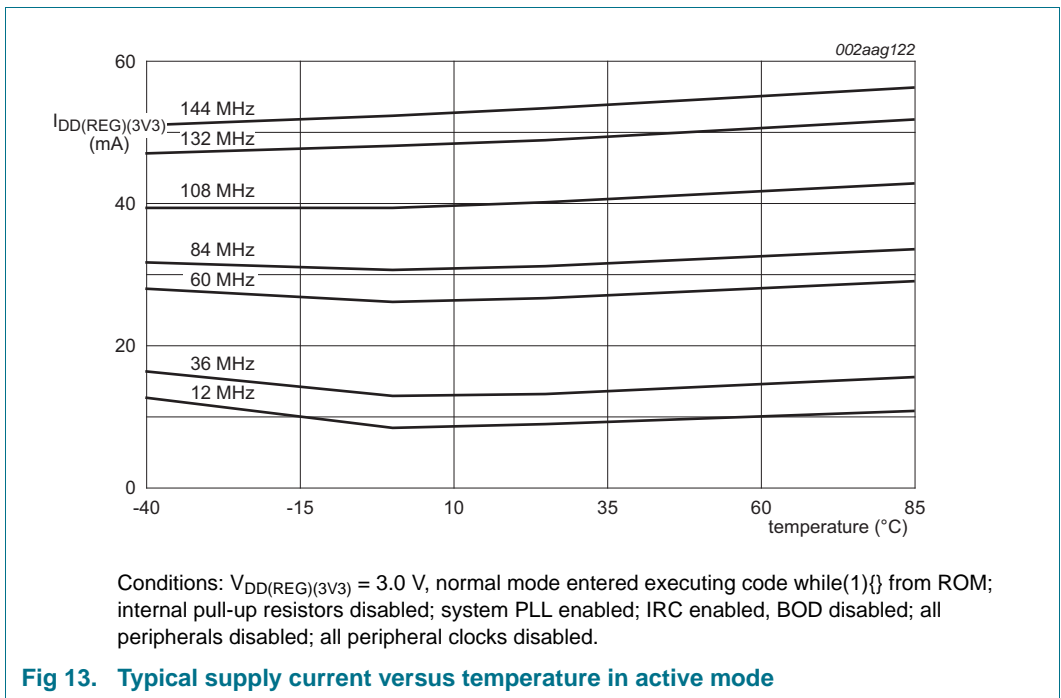 002aag122
60
144 MHz
I_DD(REG)(3V3)
(mA)
132 MHz
108 MHz
40
84 MHz
60 MHz
20
36 MHz
12 MHz
0
-40 -15 10 35 60 85
temperature (°C)
Conditions: V_DD(REG)(3V3) = 3.0 V, normal mode entered executing code while(1){} from ROM;
internal pull-up resistors disabled; system PLL enabled; IRC enabled, BOD disabled; all
peripherals disabled; all peripheral clocks disabled.
Fig 13. Typical supply current versus temperature in active mode